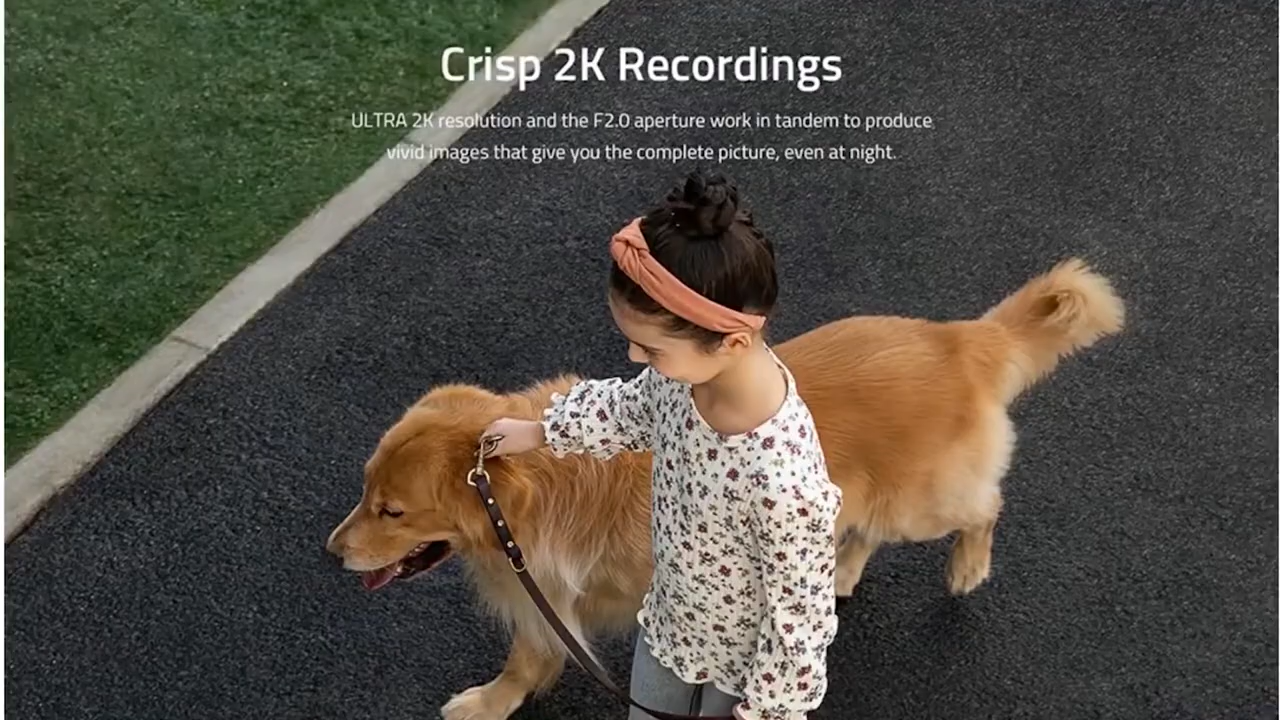 Crisp 2K Recordings
ULTRA 2K resolution and the F2.0 aperture work in tandem to produce
vivid images that give you the complete picture, even at night.